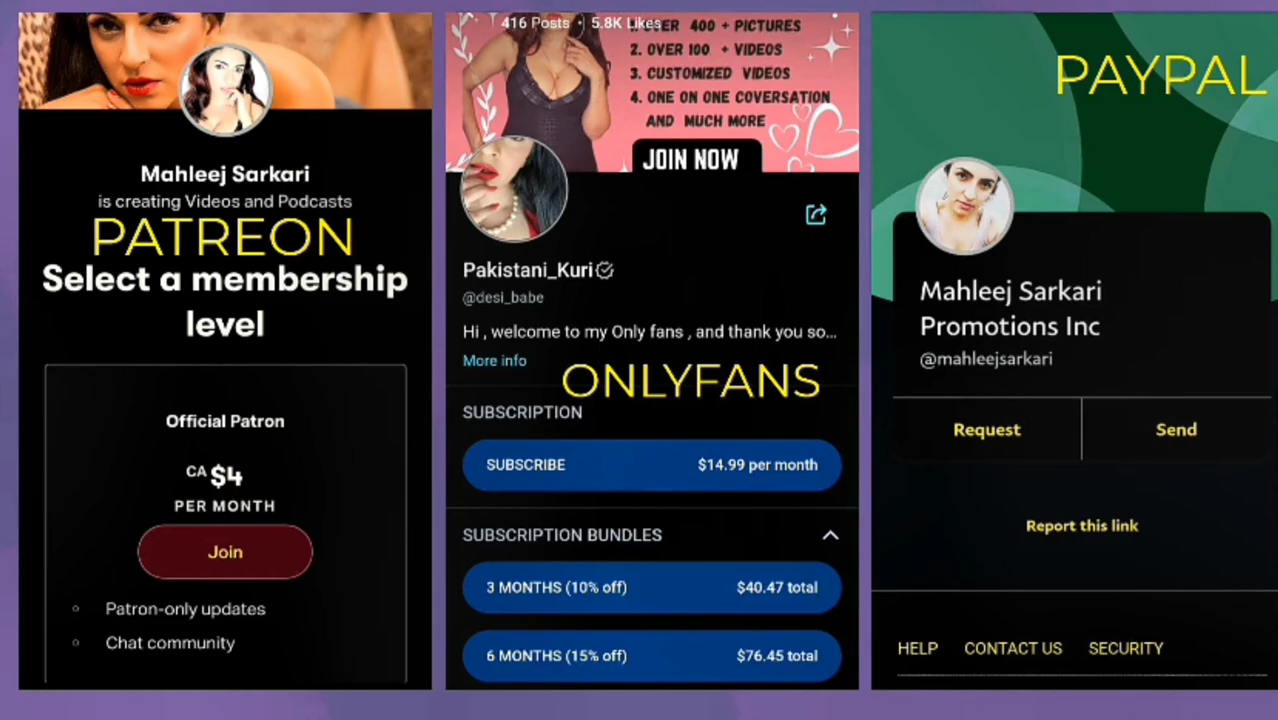 Mahleej Sarkari
is creating Videos and Podcasts
PATREON
Select a membership
level
Official Patron
CA $4
PER MONTH
Join
Patron-only updates
Chat community
416 Posts · 5.8K Likes
1. OVER 400 + PICTURES
2. OVER 100 + VIDEOS
3. CUSTOMIZED VIDEOS
4. ONE ON ONE COVERSATION
AND MUCH MORE
JOIN NOW
Pakistani_Kuri
@desi_babe
Hi , welcome to my Only fans , and thank you so...
More info
ONLYFANS
SUBSCRIPTION
SUBSCRIBE $14.99 per month
SUBSCRIPTION BUNDLES
3 MONTHS (10% off) $40.47 total
6 MONTHS (15% off) $76.45 total
PAYPAL
Mahleej Sarkari
Promotions Inc
@mahleejsarkari
Request Send
Report this link
HELP CONTACT US SECURITY